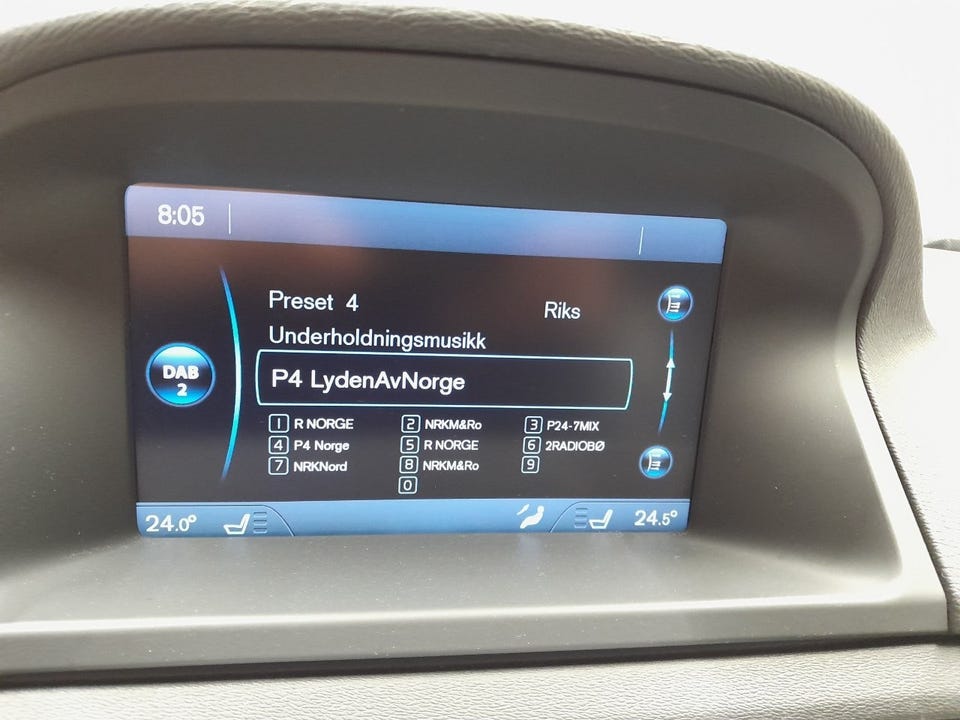 8:05
Preset 4 Riks
Underholdningsmusikk
DAB
2
P4 LydenAvNorge
1 R NORGE 2 NRKM&Ro 3 P24-7MIX
4 P4 Norge 5 R NORGE 6 2RADIOBØ
7 NRKNord 8 NRKM&Ro 9
0
24.0° 24.5°